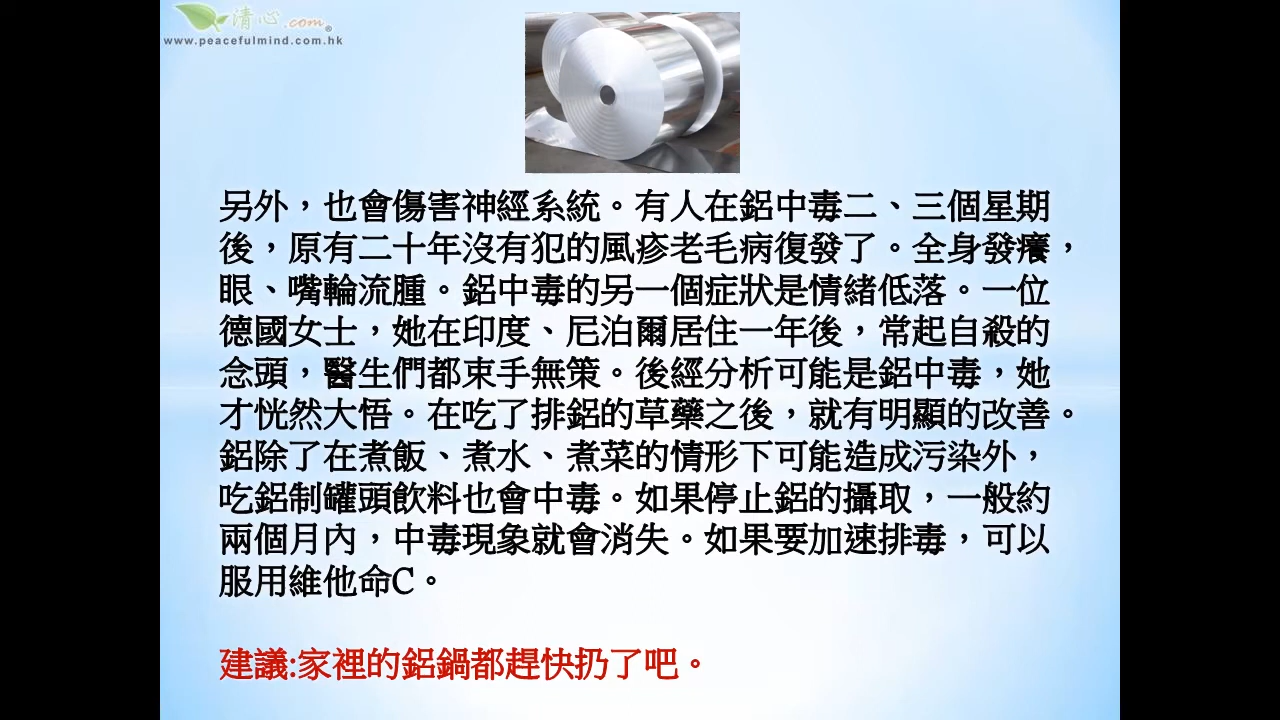 清心.com®
www.peacefulmind.com.hk
另外，也會傷害神經系統。有人在鋁中毒二、三個星期
後，原有二十年沒有犯的風疹老毛病復發了。全身發癢，
眼、嘴輪流腫。鋁中毒的另一個症狀是情緒低落。一位
德國女士，她在印度、尼泊爾居住一年後，常起自殺的
念頭，醫生們都束手無策。後經分析可能是鋁中毒，她
才恍然大悟。在吃了排鋁的草藥之後，就有明顯的改善。
鋁除了在煮飯、煮水、煮菜的情形下可能造成污染外，
吃鋁制罐頭飲料也會中毒。如果停止鋁的攝取，一般約
兩個月內，中毒現象就會消失。如果要加速排毒，可以
服用維他命C。
建議:家裡的鋁鍋都趕快扔了吧。